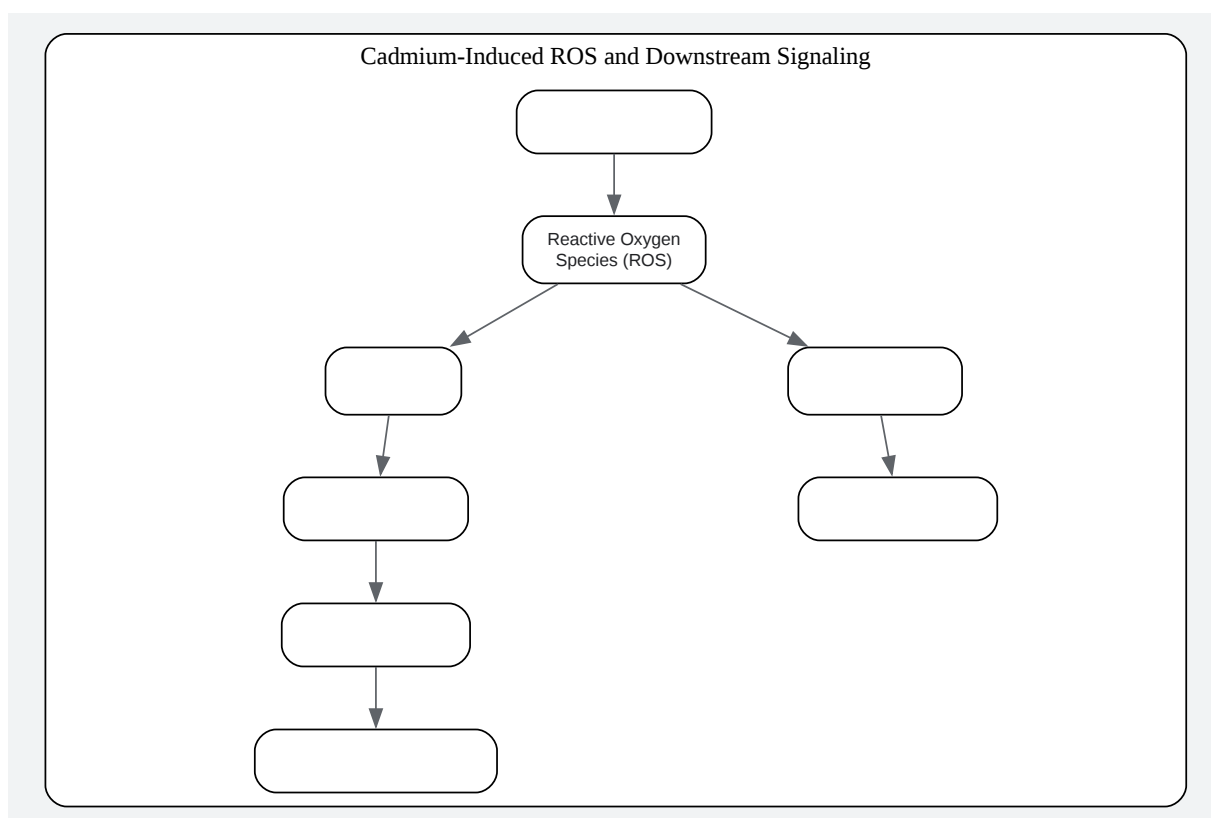 Cadmium-Induced ROS and Downstream Signaling
Reactive Oxygen
Species (ROS)